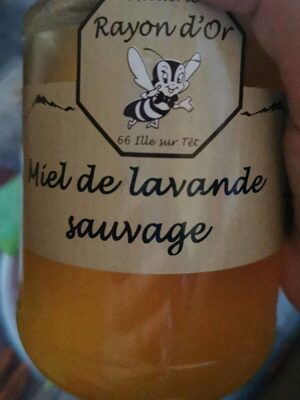 Rayon d'Or
66 Ille sur Têt
Miel de lavande
sauvage